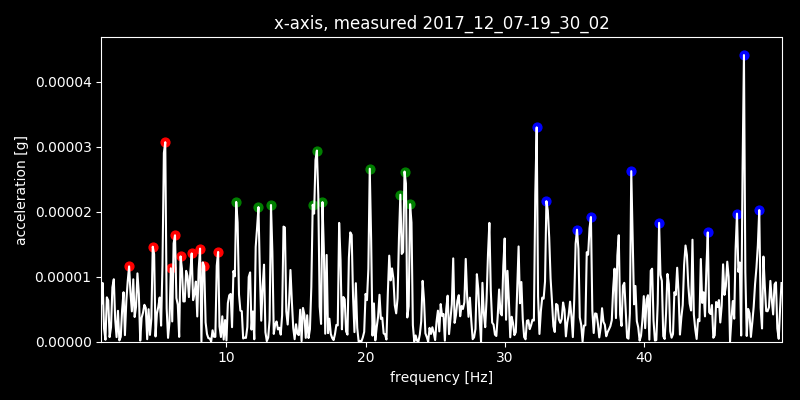 x-axis, measured 2017_12_07-19_30_02
acceleration [g]
0.00004
0.00003
0.00002
0.00001
0.00000
10 20 30 40
frequency [Hz]